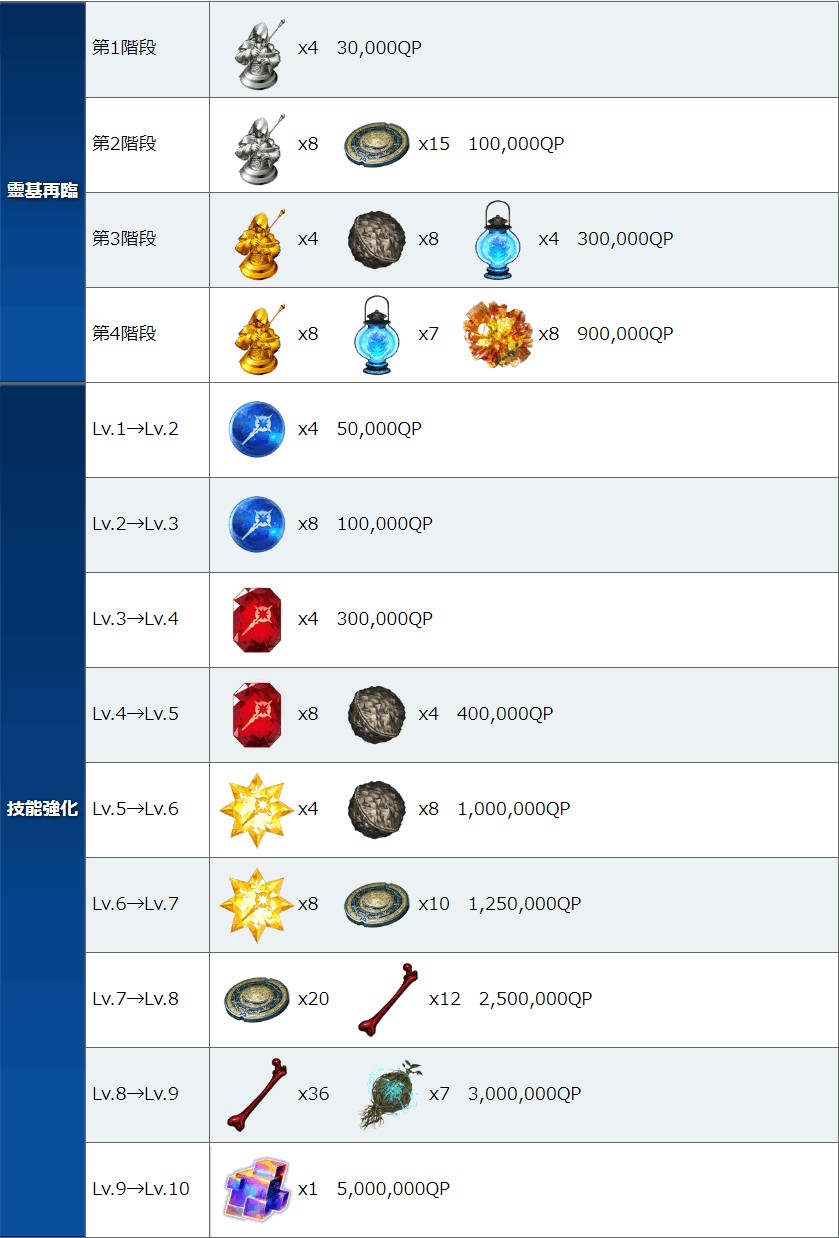 靈基再臨
第1階段 x4 30,000QP
第2階段 x8 x15 100,000QP
第3階段 x4 x8 x4 300,000QP
第4階段 x8 x7 x8 900,000QP
技能強化
Lv.1→Lv.2 x4 50,000QP
Lv.2→Lv.3 x8 100,000QP
Lv.3→Lv.4 x4 300,000QP
Lv.4→Lv.5 x8 x4 400,000QP
Lv.5→Lv.6 x4 x8 1,000,000QP
Lv.6→Lv.7 x8 x10 1,250,000QP
Lv.7→Lv.8 x20 x12 2,500,000QP
Lv.8→Lv.9 x36 x7 3,000,000QP
Lv.9→Lv.10 x1 5,000,000QP